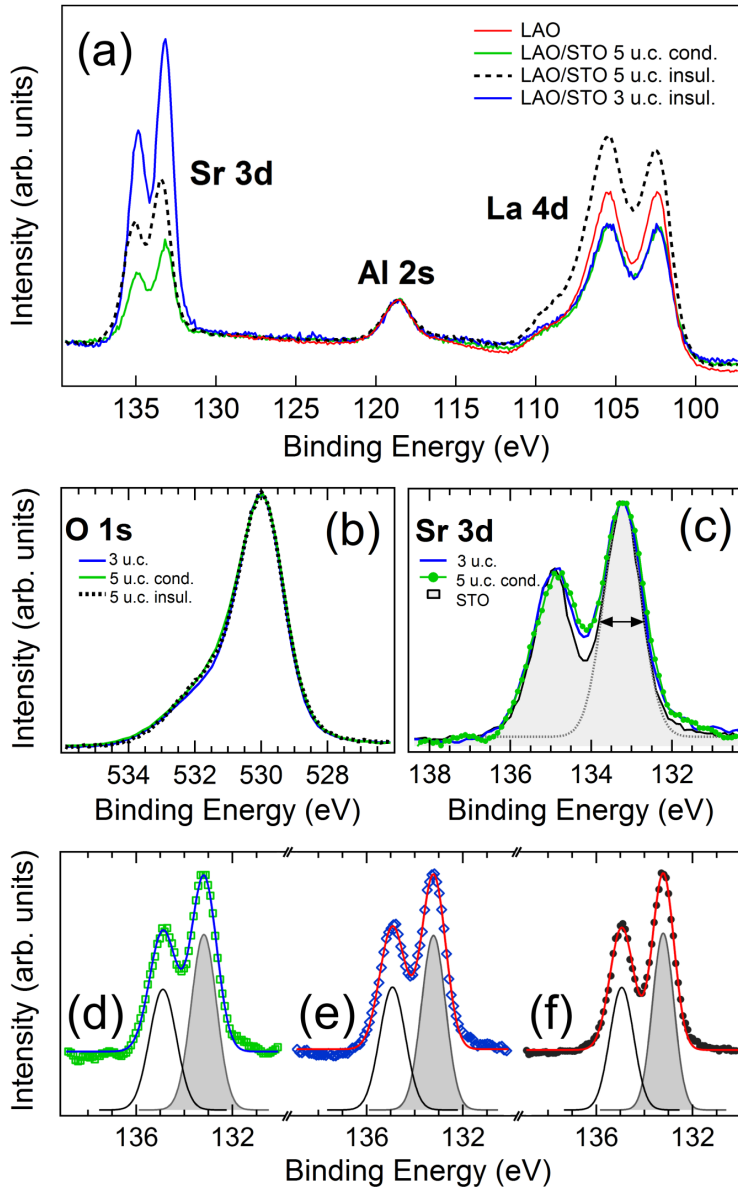 (a)
LAO
LAO/STO 5 u.c. cond.
LAO/STO 5 u.c. insul.
LAO/STO 3 u.c. insul.
Sr 3d
Al 2s
La 4d
Intensity (arb. units)
135 130 125 120 115 110 105 100
Binding Energy (eV)
O 1s
(b)
3 u.c.
5 u.c. cond.
5 u.c. insul.
Intensity (arb. units)
534 532 530 528
Binding Energy (eV)
Sr 3d
(c)
3 u.c.
5 u.c. cond.
STO
138 136 134 132
Binding Energy (eV)
Intensity (arb. units)
(d) (e) (f)
136 132 136 132 136 132
Binding Energy (eV)